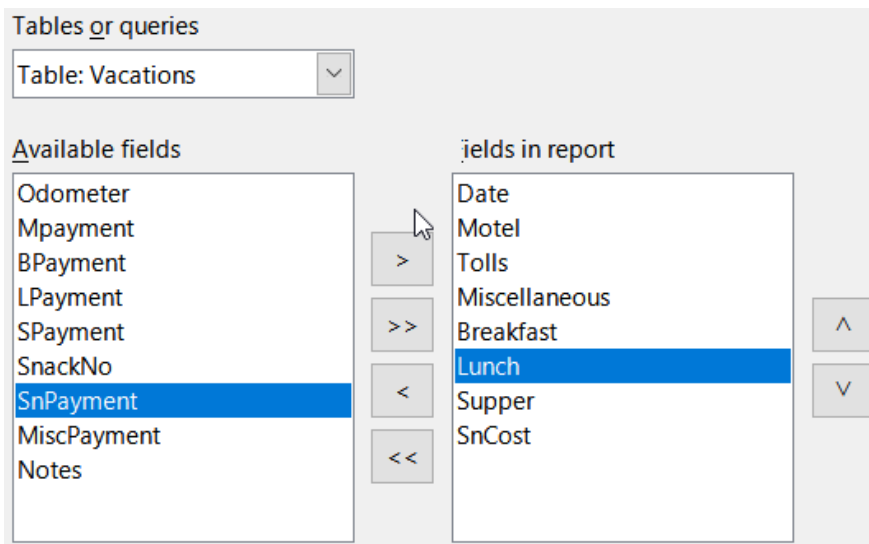 Tables or queries
Table: Vacations
Available fields
Odometer
Mpayment
BPayment
LPayment
SPayment
SnackNo
SnPayment
MiscPayment
Notes
>
>>
<
<<
ields in report
Date
Motel
Tolls
Miscellaneous
Breakfast
Lunch
Supper
SnCost